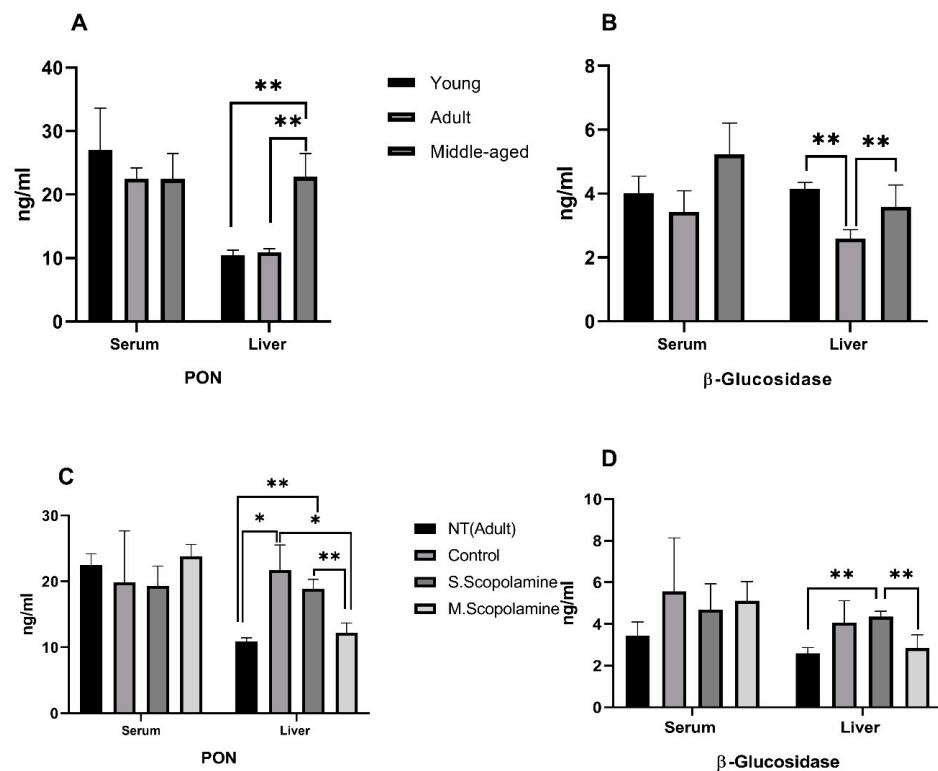 A
40
30
20
10
0
ng/ml
**
**
Serum
Liver
PON
Young
Adult
Middle-aged
B
8
6
4
2
0
ng/ml
**
**
Serum
Liver
β-Glucosidase
C
30
20
10
0
ng/ml
**
*
*
**
Serum
Liver
PON
NT(Adult)
Control
S.Scopolamine
M.Scopolamine
D
10
8
6
4
2
0
ng/ml
**
**
Serum
Liver
β-Glucosidase